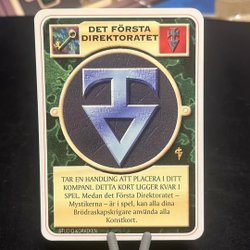 DET FÖRSTA
DIREKTORATET
TAR EN HANDLING ATT PLACERA I DITT
KOMPANI. DETTA KORT LIGGER KVAR I
SPEL. Medan det Första Direktoratet –
Mystikerna – är i spel, kan alla dina
Brödraskapskrigare använda alla
Konstkort.